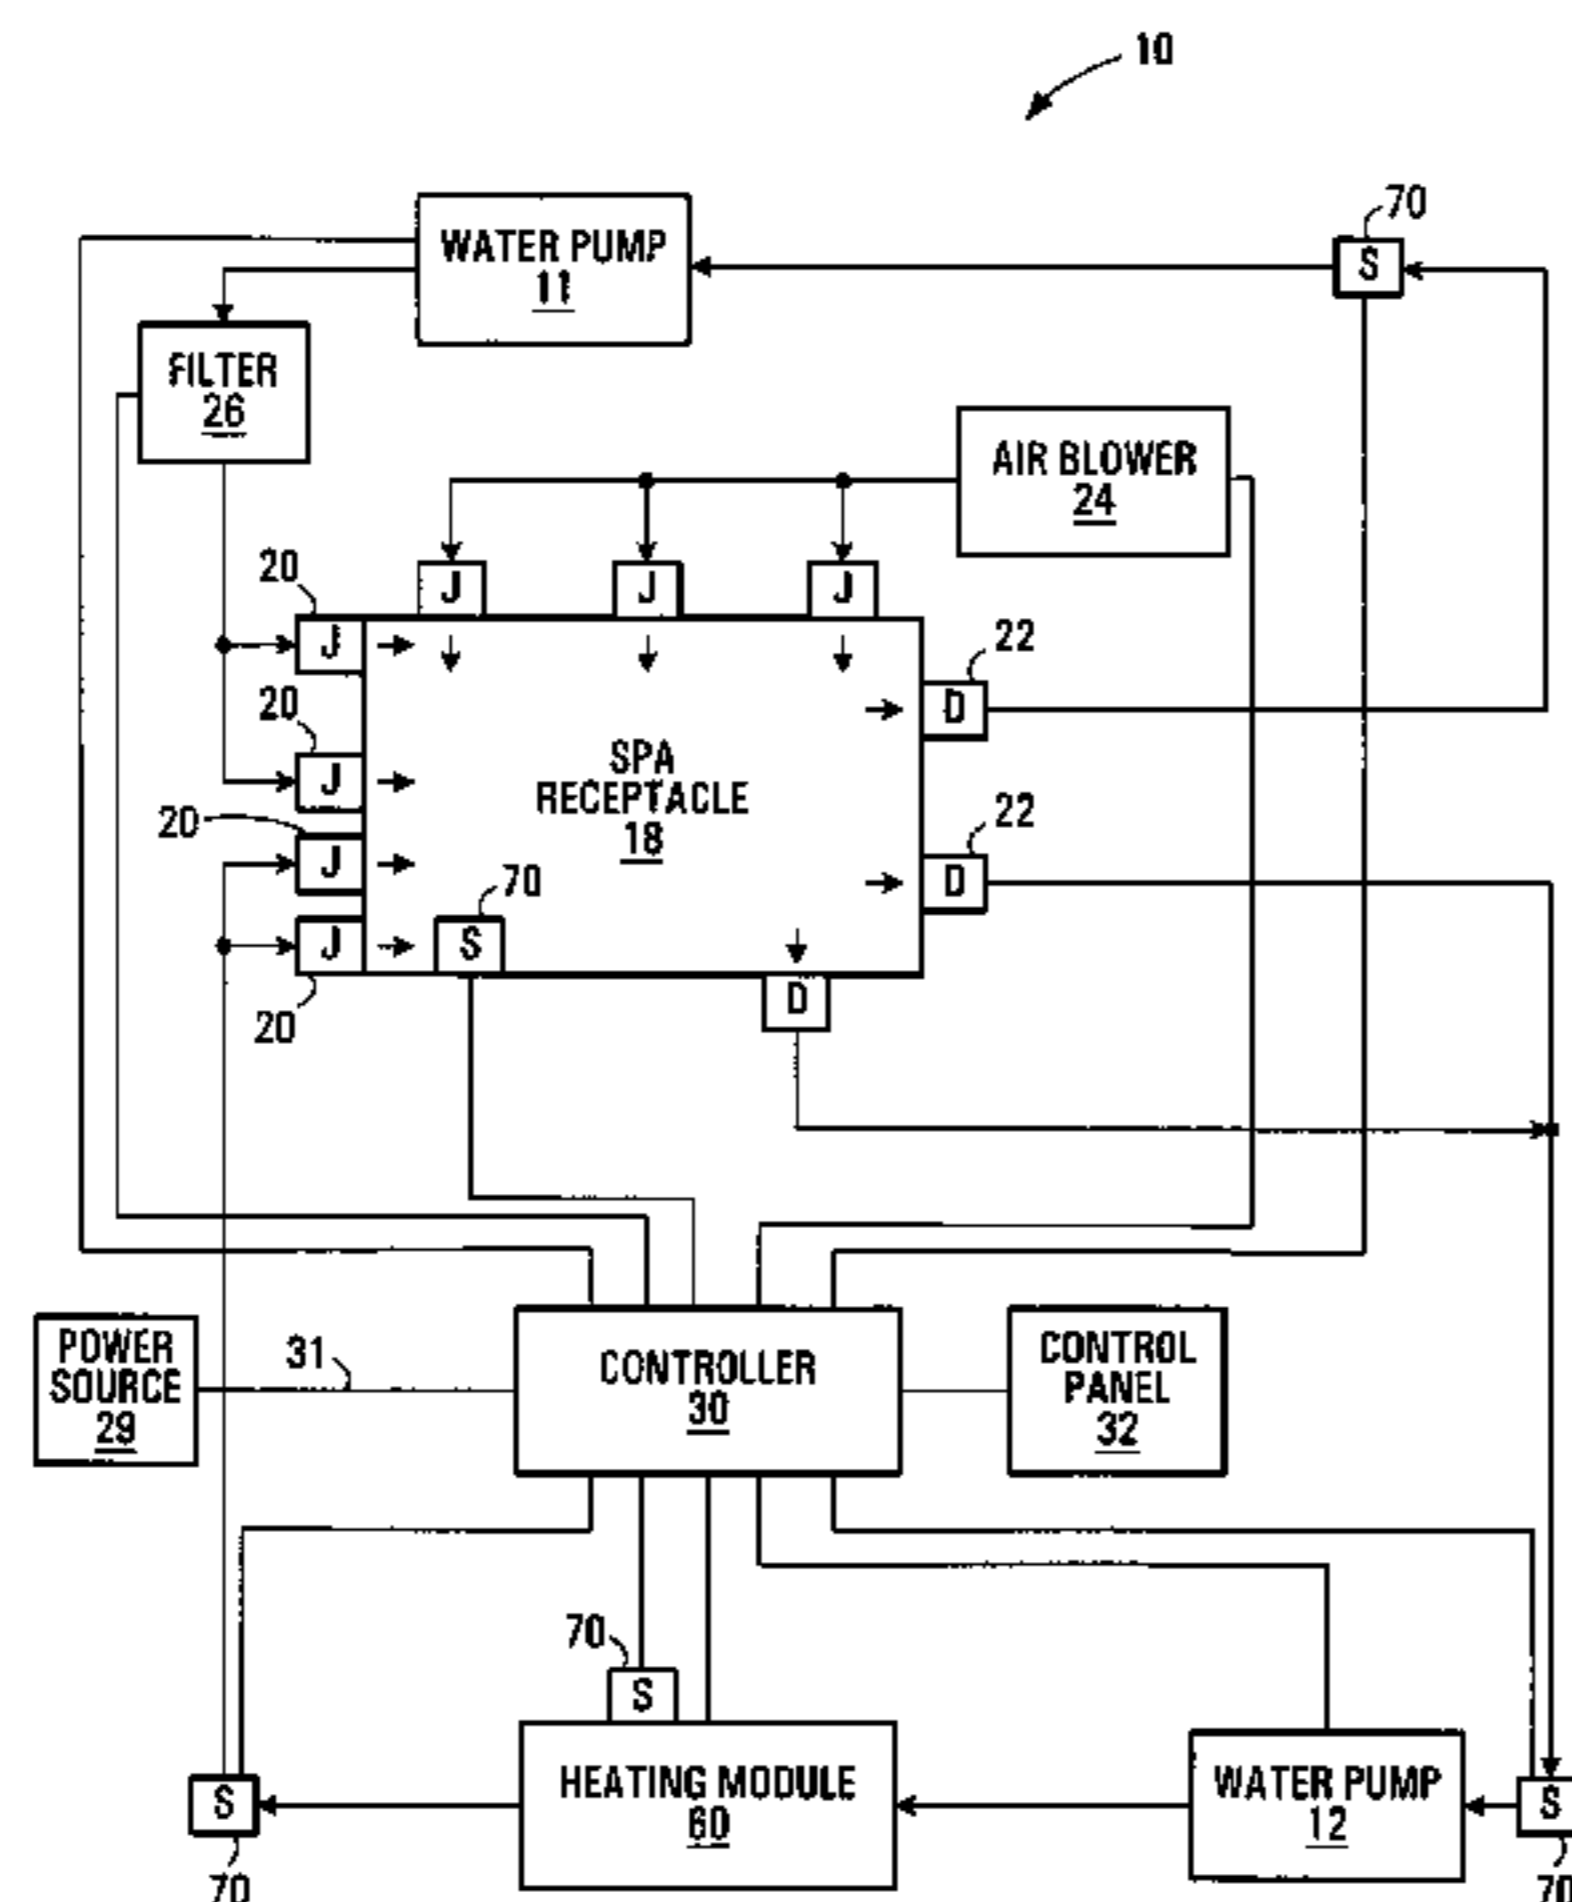 10
70
S
WATER PUMP
11
FILTER
26
AIR BLOWER
24
J
J
J
20
J
22
D
20
J
SPA
RECEPTACLE
18
20
J
22
D
70
S
J
20
D
POWER
SOURCE
29
31
CONTROLLER
30
CONTROL
PANEL
32
70
S
HEATING MODULE
60
WATER PUMP
12
S
70
S
70